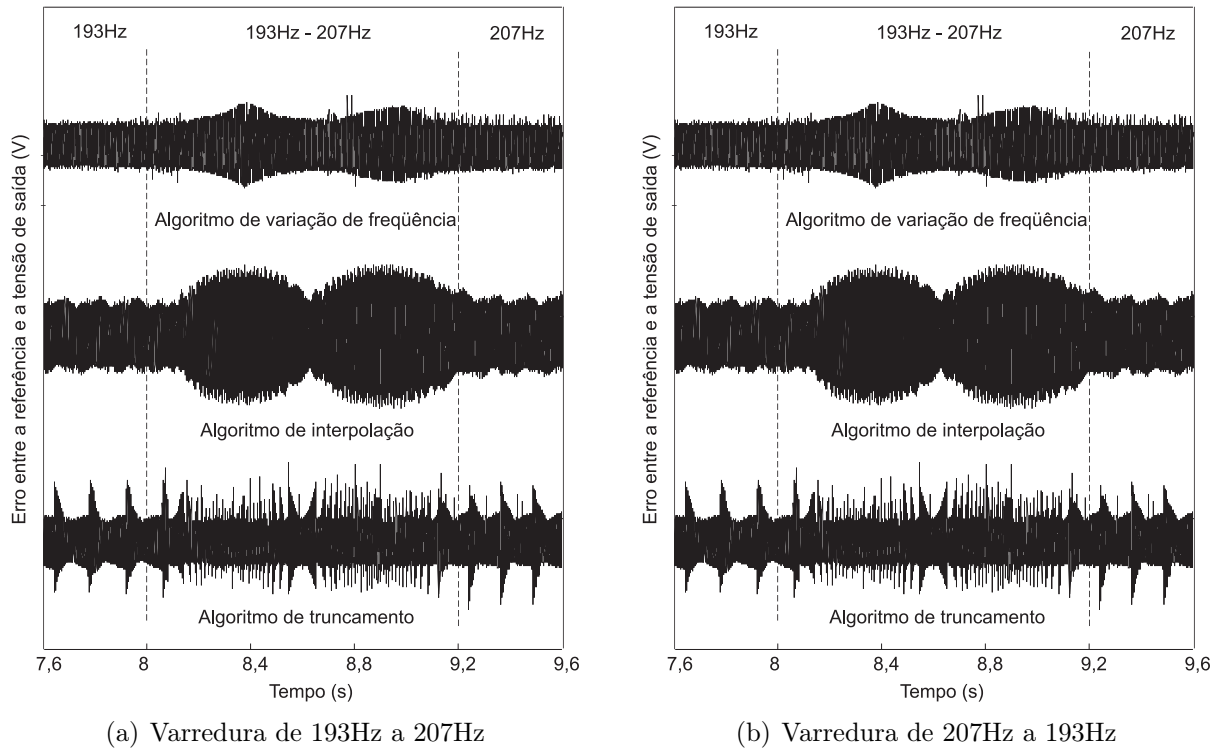 193Hz 193Hz - 207Hz 207Hz
Erro entre a referência e a tensão de saída (V)
Algoritmo de variação de freqüência
Algoritmo de interpolação
Algoritmo de truncamento
7,6 8 8,4 8,8 9,2 9,6
Tempo (s)
(a) Varredura de 193Hz a 207Hz
193Hz 193Hz - 207Hz 207Hz
Erro entre a referência e a tensão de saída (V)
Algoritmo de variação de freqüência
Algoritmo de interpolação
Algoritmo de truncamento
7,6 8 8,4 8,8 9,2 9,6
Tempo (s)
(b) Varredura de 207Hz a 193Hz